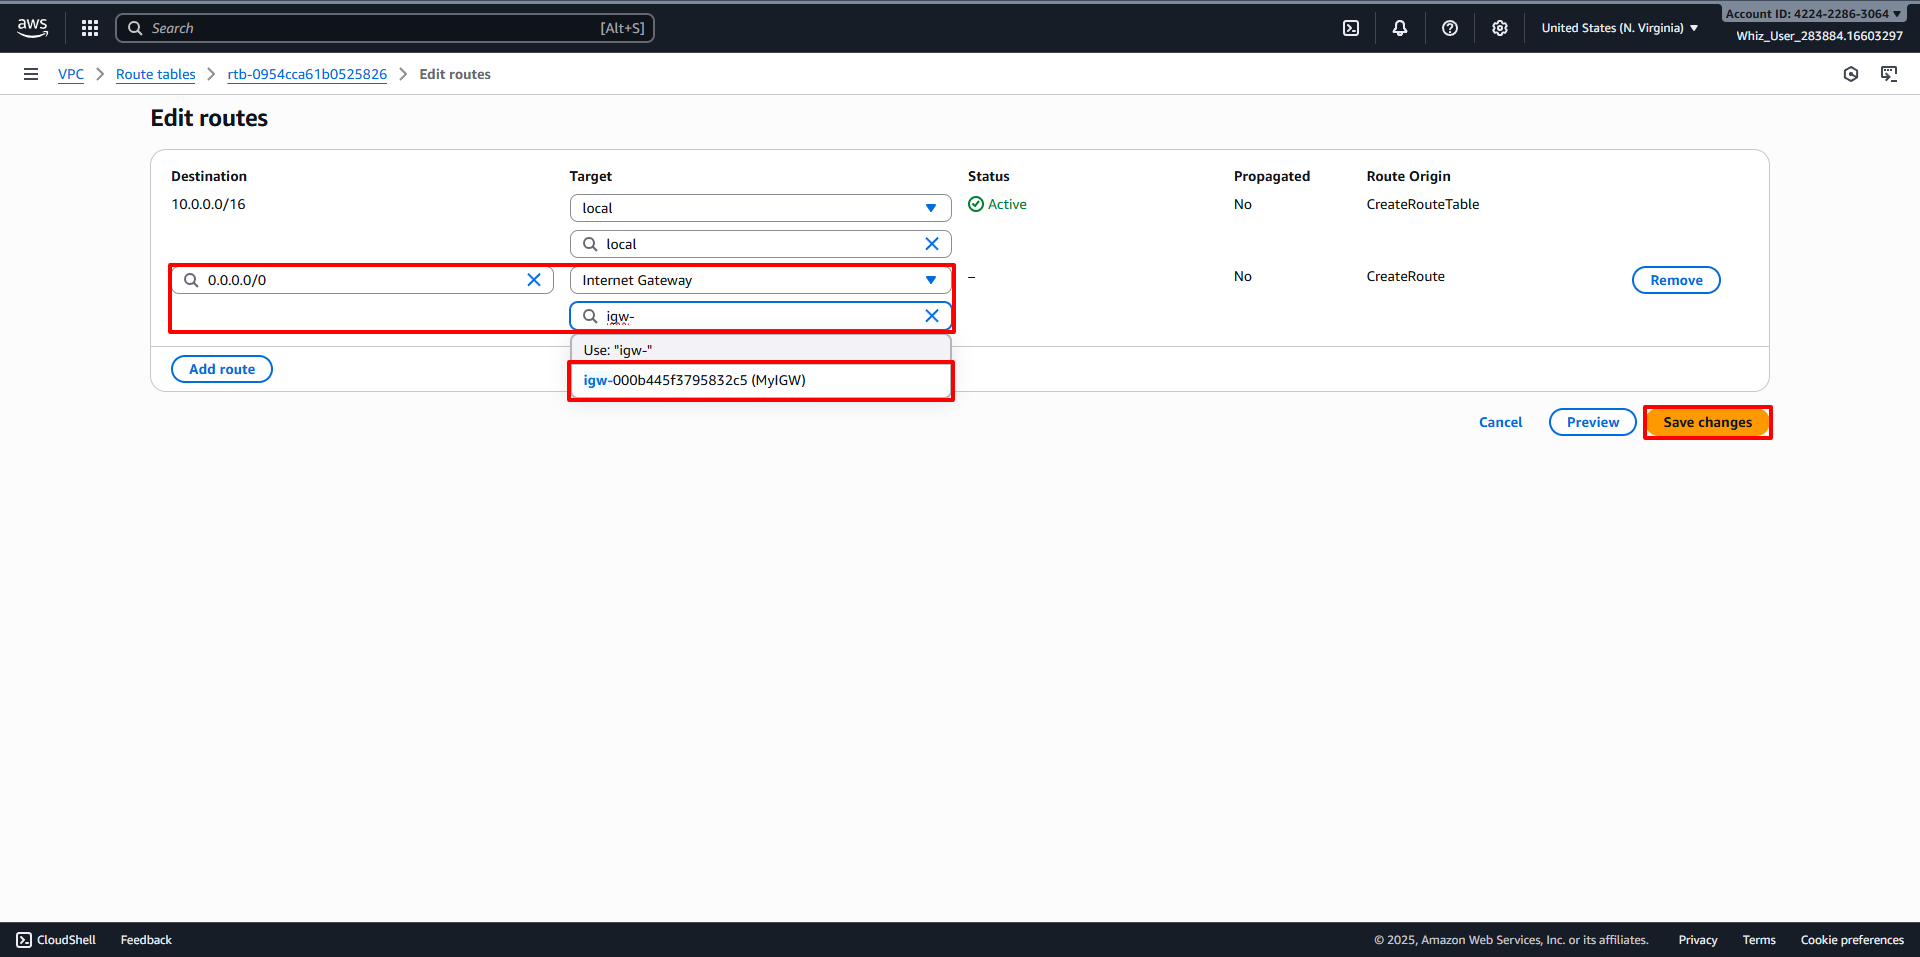 aws
Search [Alt+S]
United States (N. Virginia)
Account ID: 4224-2286-3064
Whiz_User_283884.16603297
VPC Route tables rtb-0954cca61b0525826 Edit routes
Edit routes
Destination Target Status Propagated Route Origin
10.0.0.0/16 local Active No CreateRouteTable
local
0.0.0.0/0 Internet Gateway – No CreateRoute Remove
igw-
Use: "igw-"
Add route
igw-000b445f3795832c5 (MyIGW)
Cancel Preview Save changes
CloudShell Feedback © 2025, Amazon Web Services, Inc. or its affiliates. Privacy Terms Cookie preferences